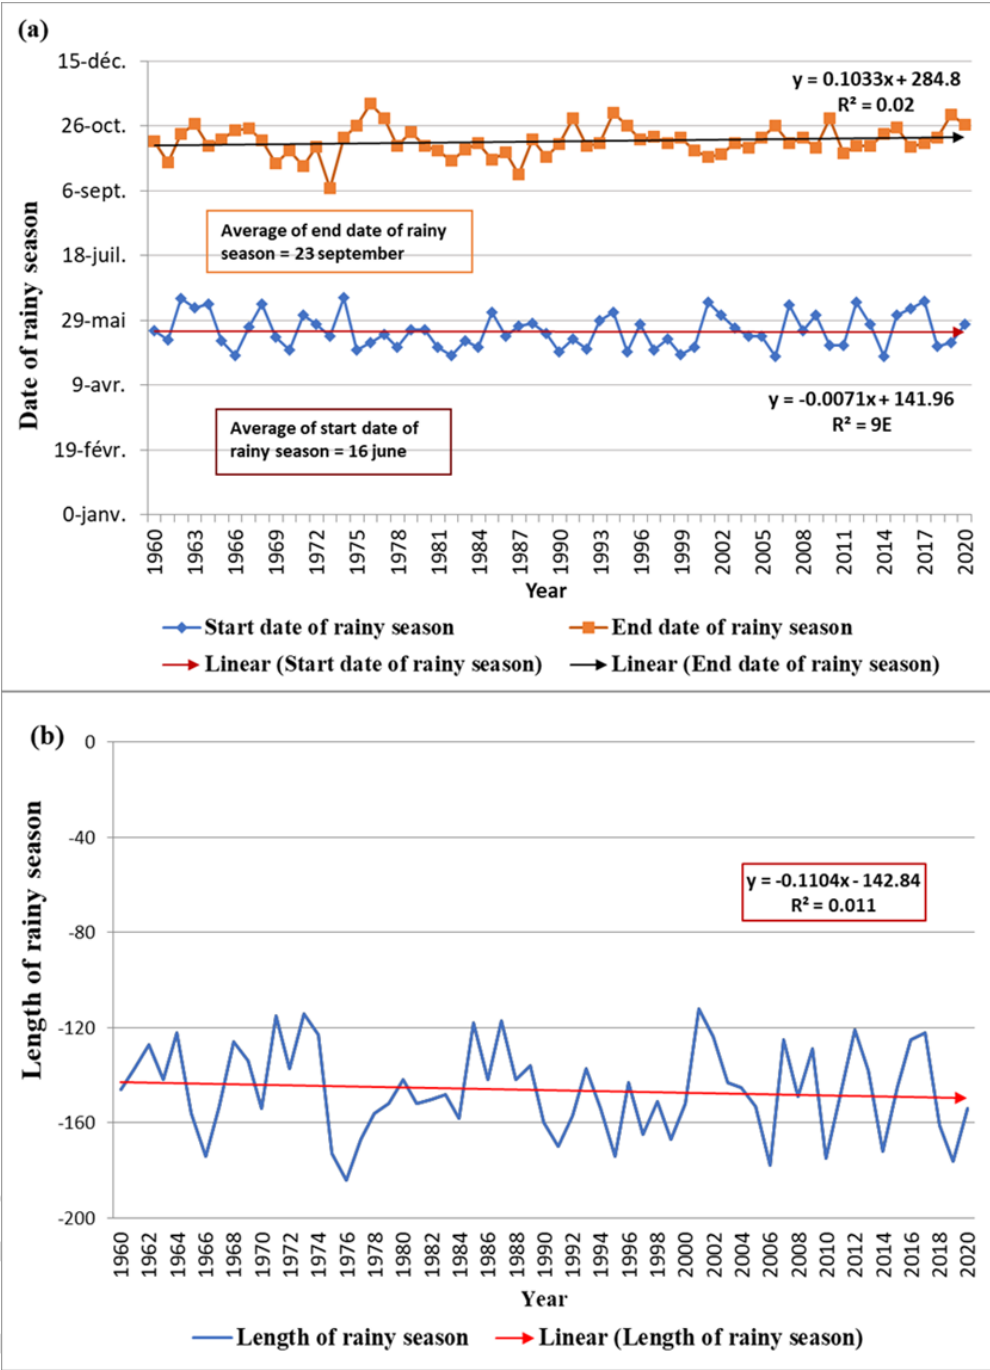 (a)
15-déc.
26-oct.
6-sept.
18-juil.
29-mai
9-avr.
19-févr.
0-janv.
Date of rainy season
y = 0.1033x + 284.8
R² = 0.02
Average of end date of rainy
season = 23 september
y = -0.0071x + 141.96
R² = 9E
Average of start date of
rainy season = 16 june
1960 1963 1966 1969 1972 1975 1978 1981 1984 1987 1990 1993 1996 1999 2002 2005 2008 2011 2014 2017 2020
Year
Start date of rainy season End date of rainy season
Linear (Start date of rainy season) Linear (End date of rainy season)
(b)
0
-40
-80
-120
-160
-200
Length of rainy season
y = -0.1104x - 142.84
R² = 0.011
1960 1962 1964 1966 1968 1970 1972 1974 1976 1978 1980 1982 1984 1986 1988 1990 1992 1994 1996 1998 2000 2002 2004 2006 2008 2010 2012 2014 2016 2018 2020
Year
Length of rainy season Linear (Length of rainy season)